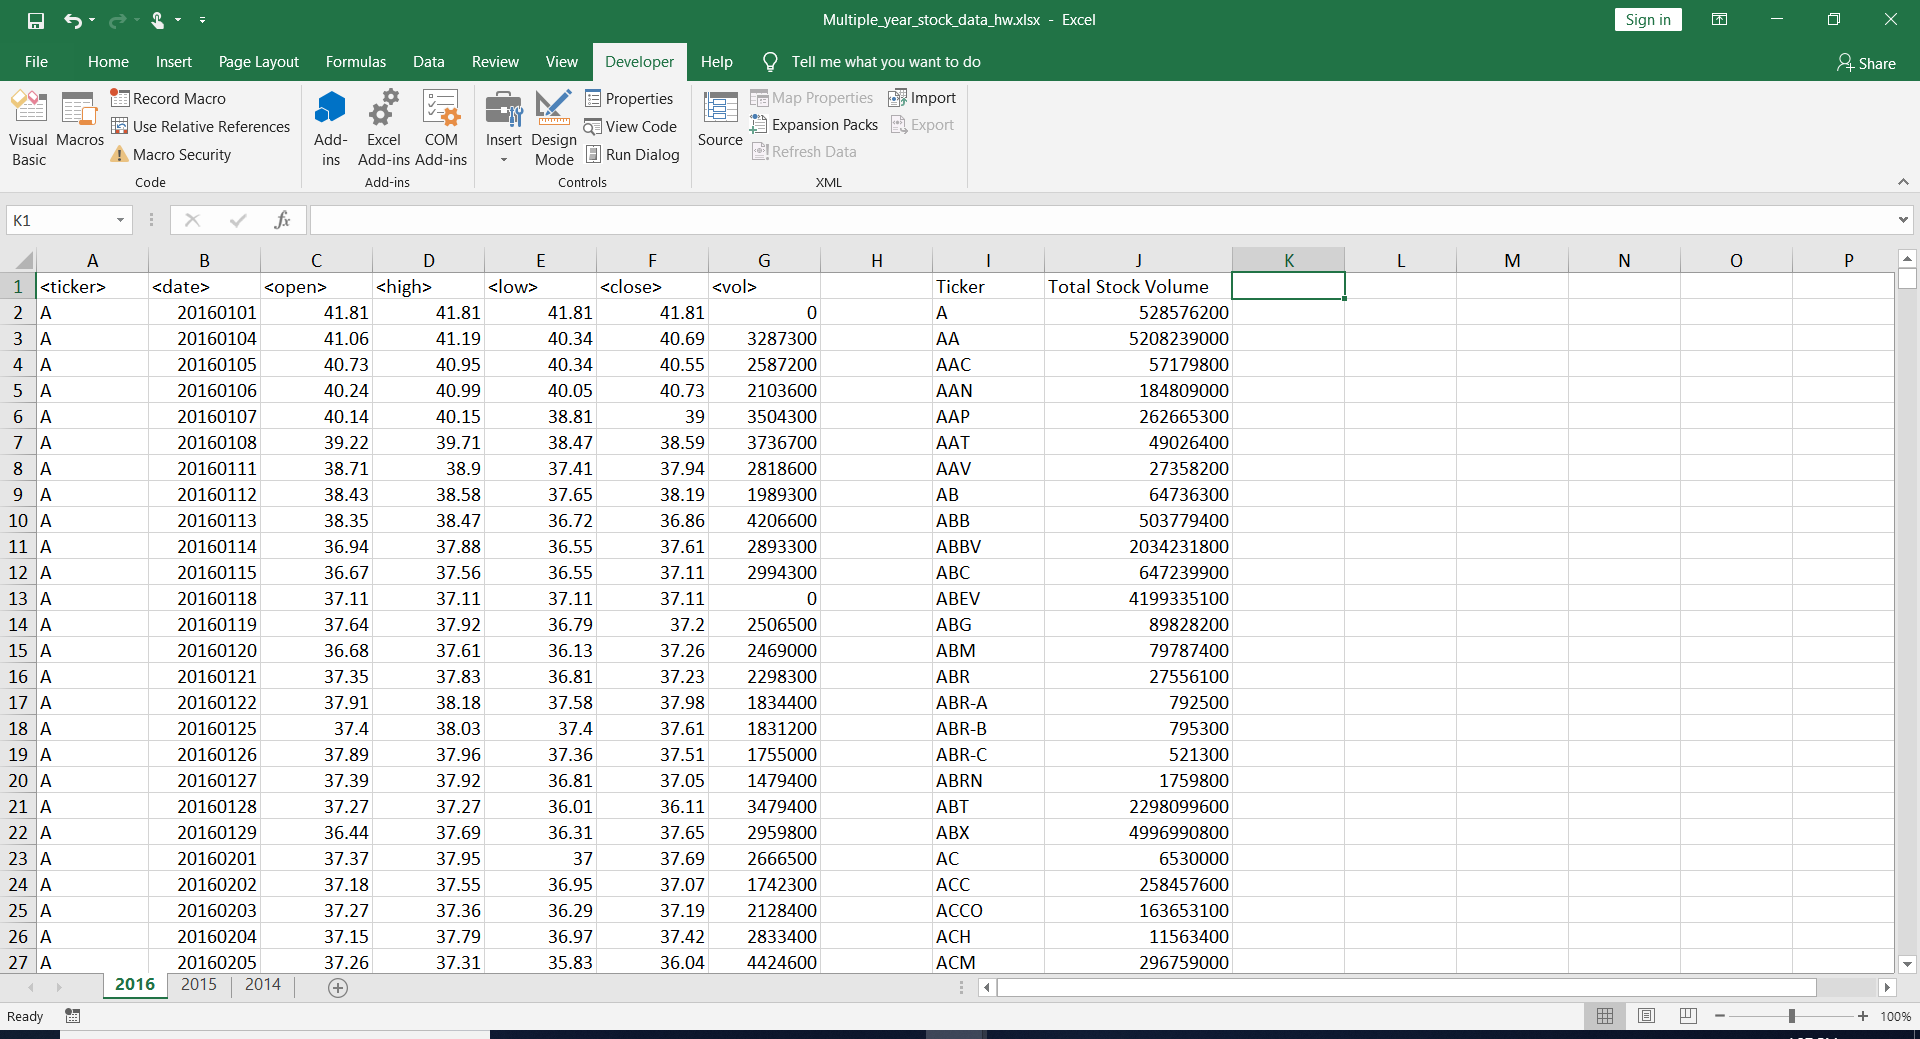 Multiple_year_stock_data_hw.xlsx - Excel
Sign in
File Home Insert Page Layout Formulas Data Review View Developer Help Tell me what you want to do Share
Visual Basic
Macros
Record Macro
Use Relative References
Macro Security
Code
Add-ins
Excel Add-ins
COM Add-ins
Add-ins
Insert
Design Mode
Properties
View Code
Run Dialog
Controls
Source
Map Properties
Expansion Packs
Refresh Data
Import
Export
XML
K1 fx
A B C D E F G H I J K L M N O P
1 <ticker> <date> <open> <high> <low> <close> <vol> Ticker Total Stock Volume
2 A 20160101 41.81 41.81 41.81 41.81 0 A 528576200
3 A 20160104 41.06 41.19 40.34 40.69 3287300 AA 5208239000
4 A 20160105 40.73 40.95 40.34 40.55 2587200 AAC 57179800
5 A 20160106 40.24 40.99 40.05 40.73 2103600 AAN 184809000
6 A 20160107 40.14 40.15 38.81 39 3504300 AAP 262665300
7 A 20160108 39.22 39.71 38.47 38.59 3736700 AAT 49026400
8 A 20160111 38.71 38.9 37.41 37.94 2818600 AAV 27358200
9 A 20160112 38.43 38.58 37.65 38.19 1989300 AB 64736300
10 A 20160113 38.35 38.47 36.72 36.86 4206600 ABB 503779400
11 A 20160114 36.94 37.88 36.55 37.61 2893300 ABBV 2034231800
12 A 20160115 36.67 37.56 36.55 37.11 2994300 ABC 647239900
13 A 20160118 37.11 37.11 37.11 37.11 0 ABEV 4199335100
14 A 20160119 37.64 37.92 36.79 37.2 2506500 ABG 89828200
15 A 20160120 36.68 37.61 36.13 37.26 2469000 ABM 79787400
16 A 20160121 37.35 37.83 36.81 37.23 2298300 ABR 27556100
17 A 20160122 37.91 38.18 37.58 37.98 1834400 ABR-A 792500
18 A 20160125 37.4 38.03 37.4 37.61 1831200 ABR-B 795300
19 A 20160126 37.89 37.96 37.36 37.51 1755000 ABR-C 521300
20 A 20160127 37.39 37.92 36.81 37.05 1479400 ABRN 1759800
21 A 20160128 37.27 37.27 36.01 36.11 3479400 ABT 2298099600
22 A 20160129 36.44 37.69 36.31 37.65 2959800 ABX 4996990800
23 A 20160201 37.37 37.95 37 37.69 2666500 AC 6530000
24 A 20160202 37.18 37.55 36.95 37.07 1742300 ACC 258457600
25 A 20160203 37.27 37.36 36.29 37.19 2128400 ACCO 163653100
26 A 20160204 37.15 37.79 36.97 37.42 2833400 ACH 11563400
27 A 20160205 37.26 37.31 35.83 36.04 4424600 ACM 296759000
2016 2015 2014
Ready 100%